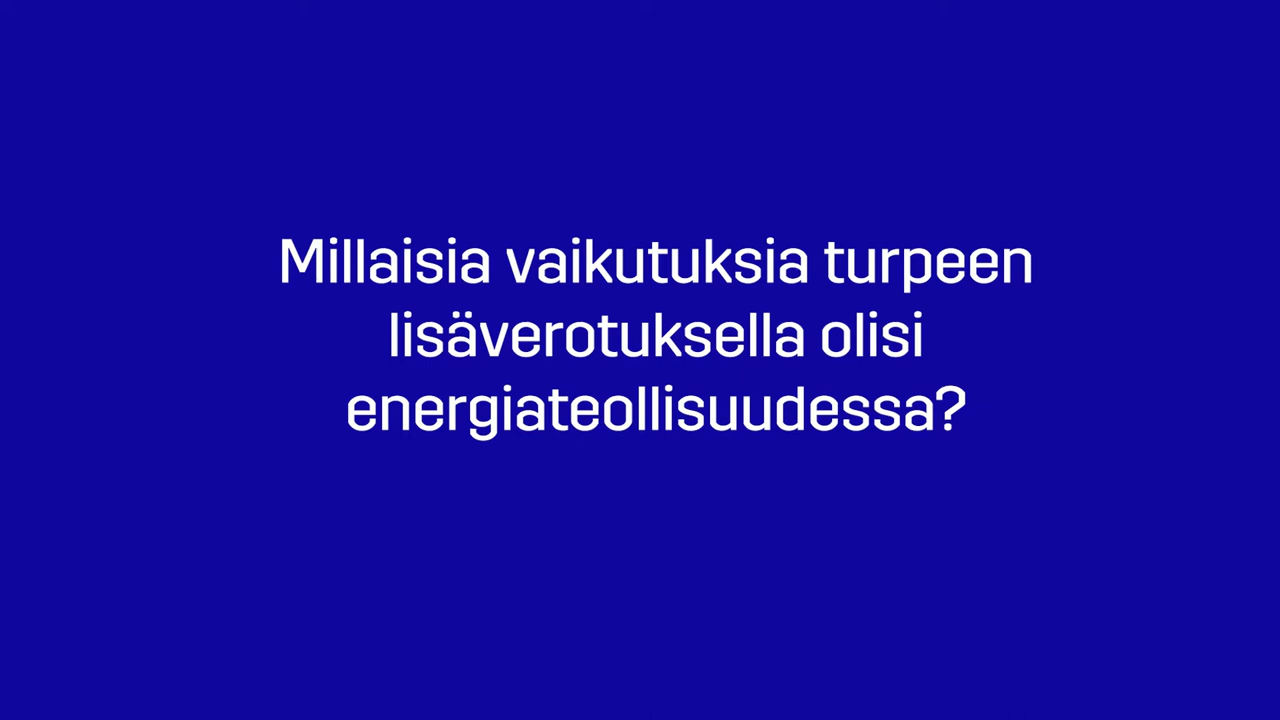 Millaisia vaikutuksia turpeen
lisäverotuksella olisi
energiateollisuudessa?